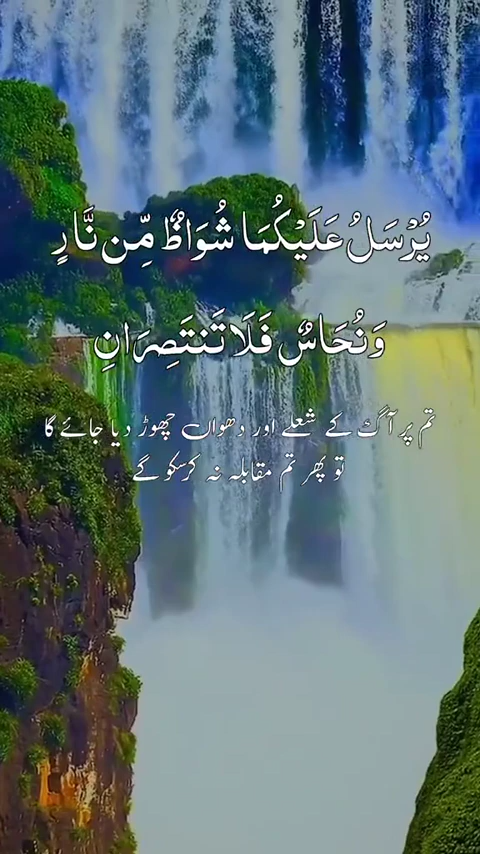 يُرْسَلُ عَلَيْكُمَا شُوَاظٌ مِّن نَّارٍ
وَنُحَاسٌ فَلَا تَنتَصِرَانِ
تم پر آگ کے شعلے اور دھواں چھوڑ دیا جائے گا
تو پھر تم مقابلہ نہ کرسکو گے